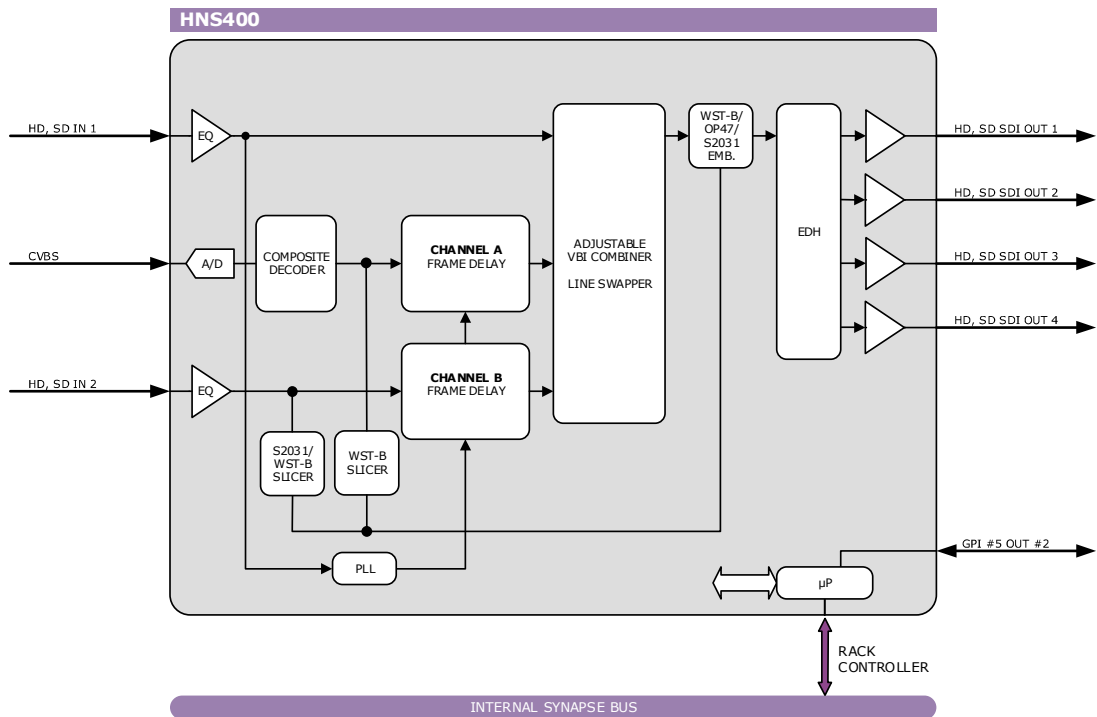 HNS400
HD, SD IN 1
EQ
WST-B/
OP47/
S2031
EMB.
HD, SD SDI OUT 1
HD, SD SDI OUT 2
CVBS
A/D
COMPOSITE
DECODER
CHANNEL A
FRAME DELAY
ADJUSTABLE
VBI COMBINER
LINE SWAPPER
EDH
HD, SD SDI OUT 3
HD, SD SDI OUT 4
HD, SD IN 2
EQ
CHANNEL B
FRAME DELAY
S2031/
WST-B
SLICER
WST-B
SLICER
PLL
GPI #5 OUT #2
µP
RACK
CONTROLLER
INTERNAL SYNAPSE BUS